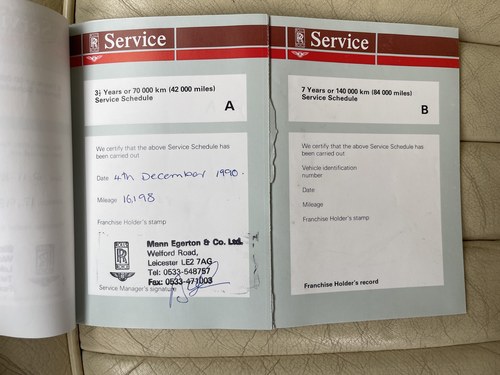 Service
3½ Years or 70 000 km (42 000 miles)
Service Schedule
A
We certify that the above Service Schedule has
been carried out
Date 4th December 1990.
Mileage 16198
Franchise Holder's stamp
Mann Egerton & Co. Ltd.
Welford Road,
Leicester LE2 7AG
Tel: 0533-548757
Fax: 0533-471003
Service Manager's signature
Service
7 Years or 140 000 km (84 000 miles)
Service Schedule
B
We certify that the above Service Schedule has
been carried out
Vehicle identification
number
Date
Mileage
Franchise Holder's stamp
Franchise Holder's record